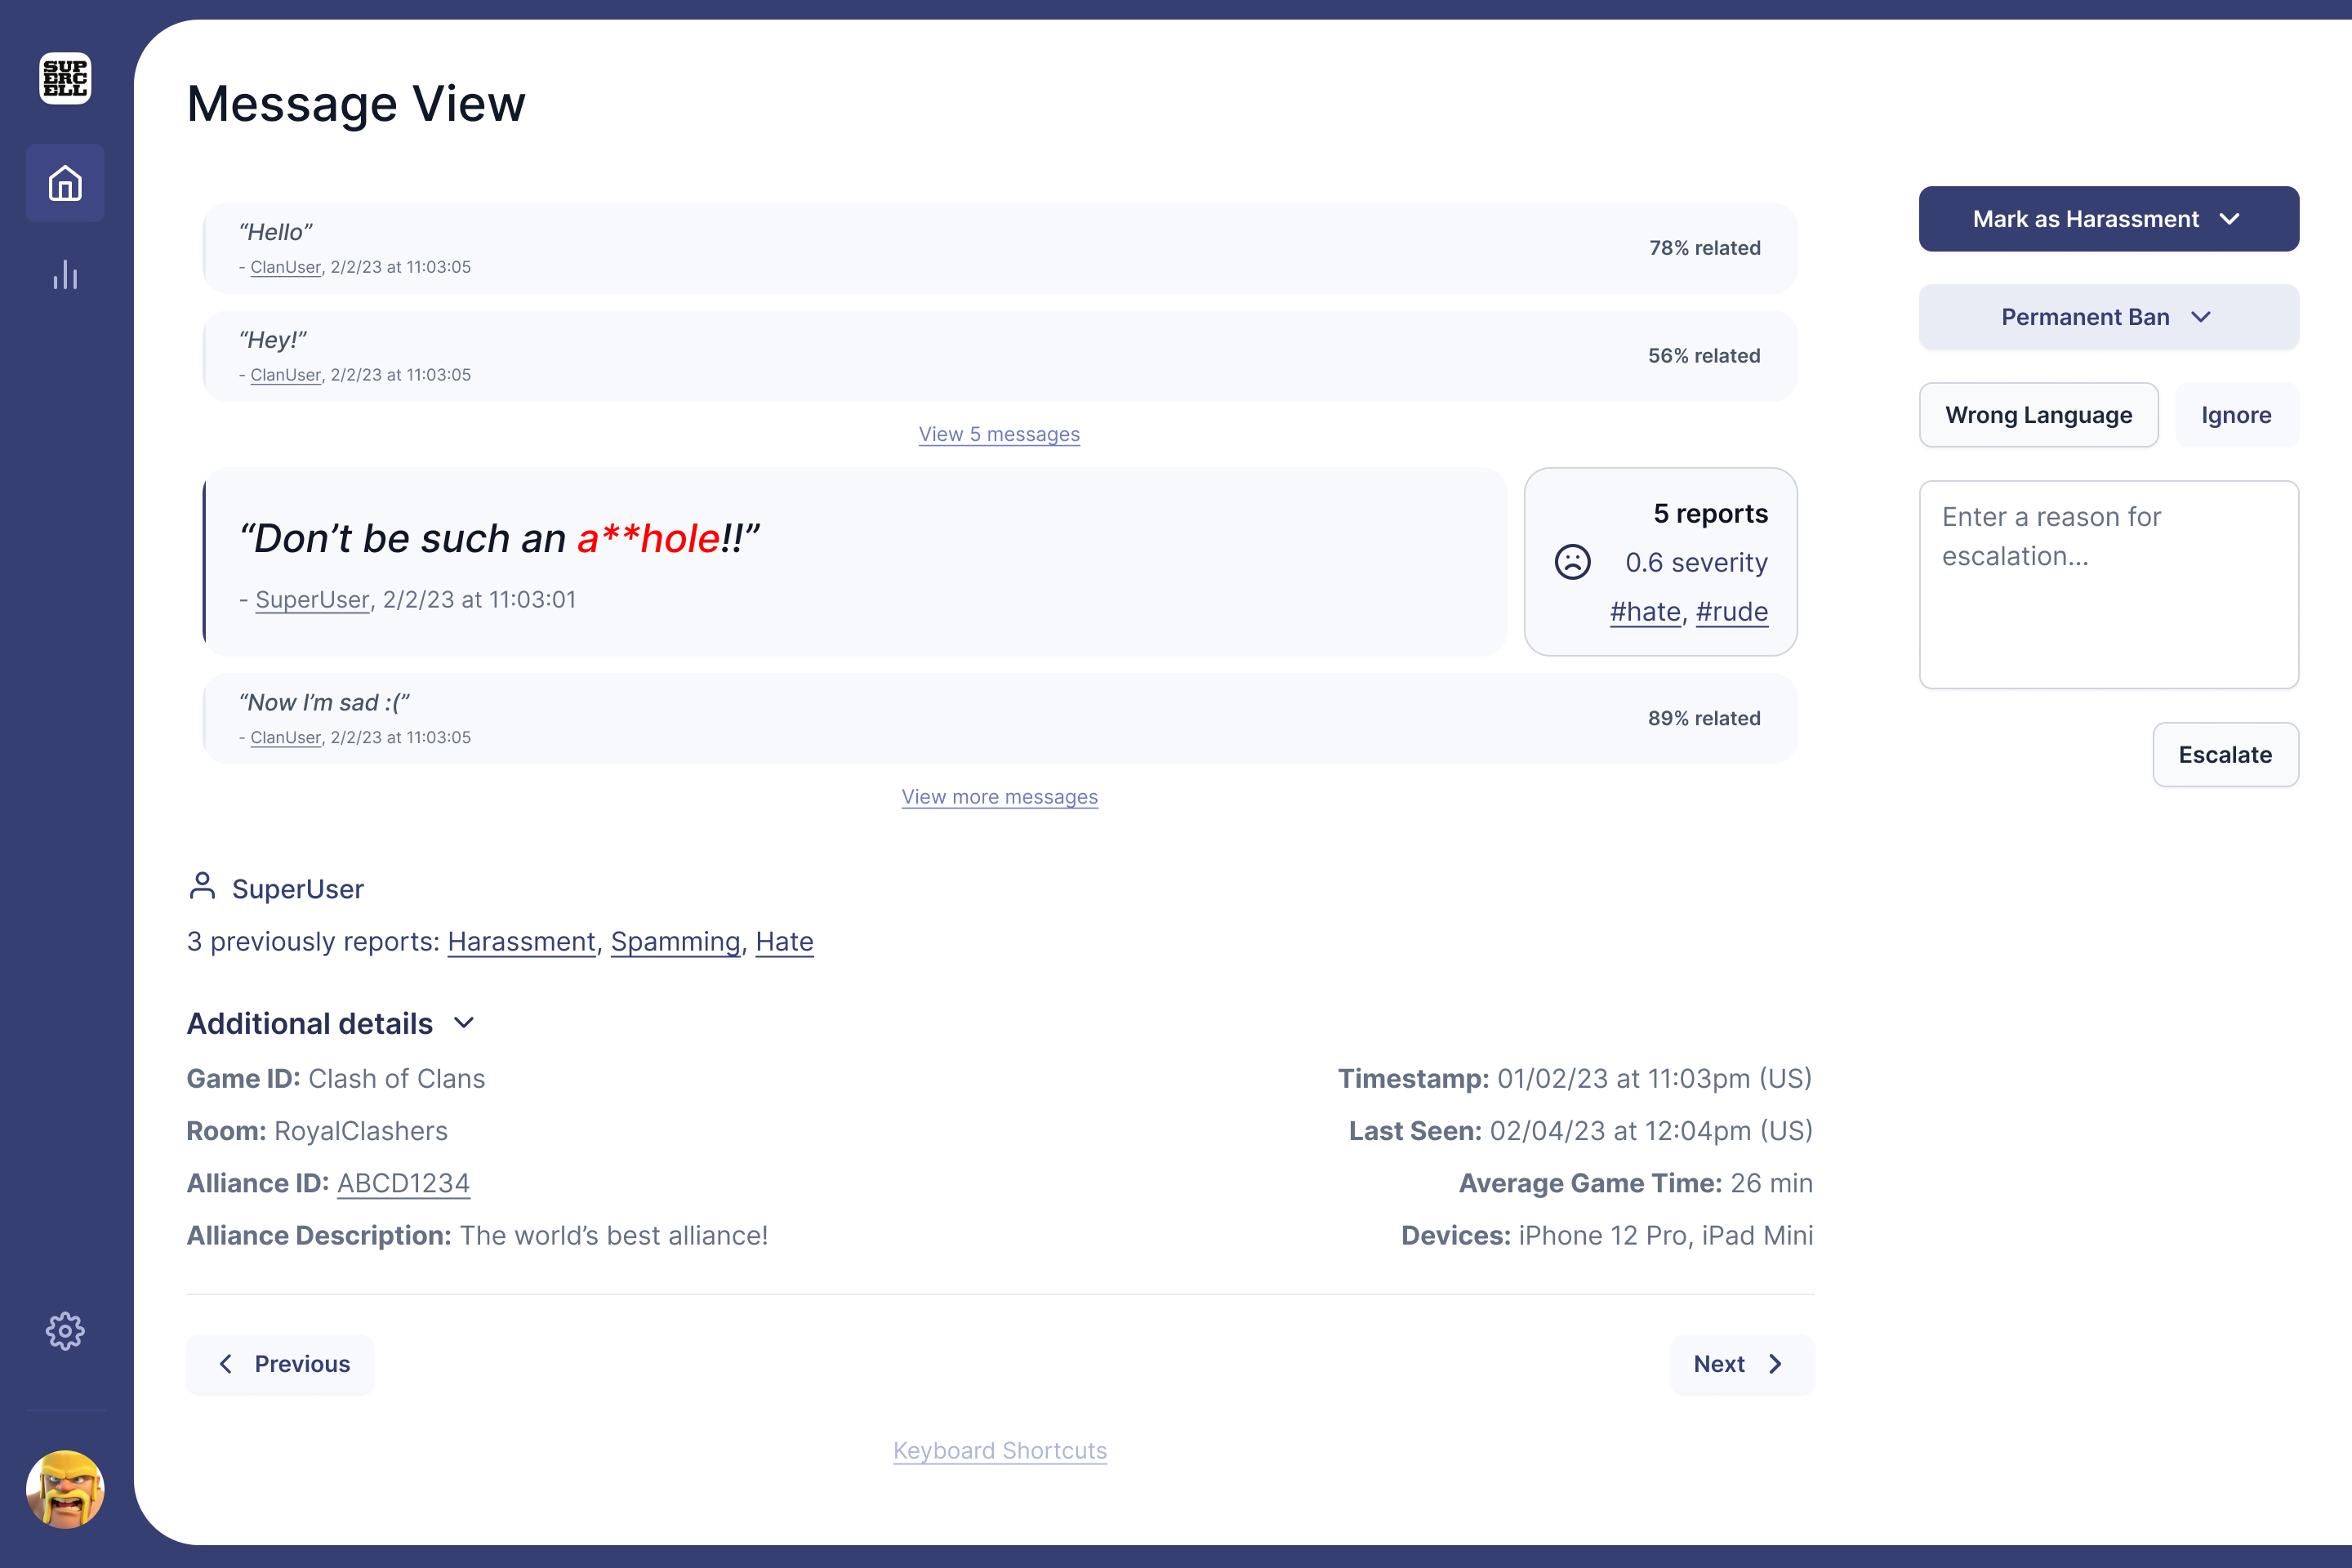 SUP
ERC
ELL
Message View
“Hello”
- ClanUser, 2/2/23 at 11:03:05
78% related
“Hey!”
- ClanUser, 2/2/23 at 11:03:05
56% related
View 5 messages
“Don’t be such an a**hole!!”
- SuperUser, 2/2/23 at 11:03:01
5 reports
0.6 severity
#hate, #rude
“Now I’m sad :(”
- ClanUser, 2/2/23 at 11:03:05
89% related
View more messages
Mark as Harassment
Permanent Ban
Wrong Language
Ignore
Enter a reason for
escalation...
Escalate
SuperUser
3 previously reports: Harassment, Spamming, Hate
Additional details
Game ID: Clash of Clans
Room: RoyalClashers
Alliance ID: ABCD1234
Alliance Description: The world’s best alliance!
Timestamp: 01/02/23 at 11:03pm (US)
Last Seen: 02/04/23 at 12:04pm (US)
Average Game Time: 26 min
Devices: iPhone 12 Pro, iPad Mini
Previous
Next
Keyboard Shortcuts